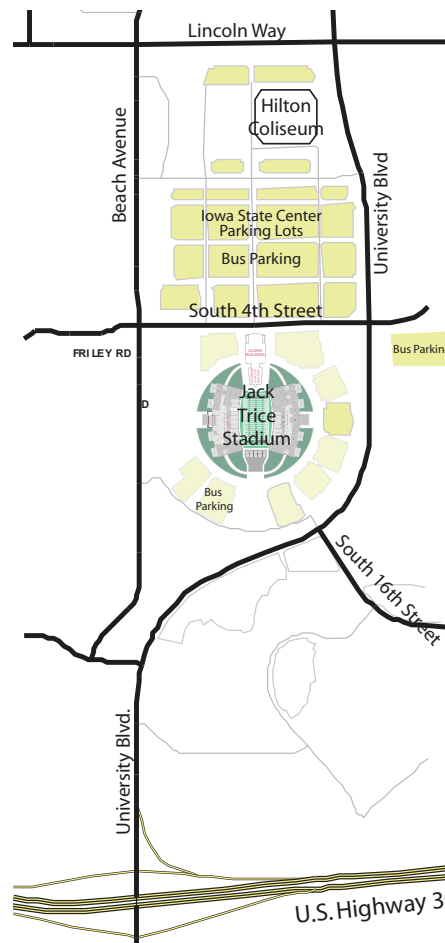 Lincoln Way
Hilton
Coliseum
Beach Avenue
University Blvd
Iowa State Center
Parking Lots
Bus Parking
South 4th Street
FRILEY RD
Bus Parkin
Jack
Trice
Stadium
D
Bus
Parking
South 16th Street
University Blvd.
U.S. Highway 3